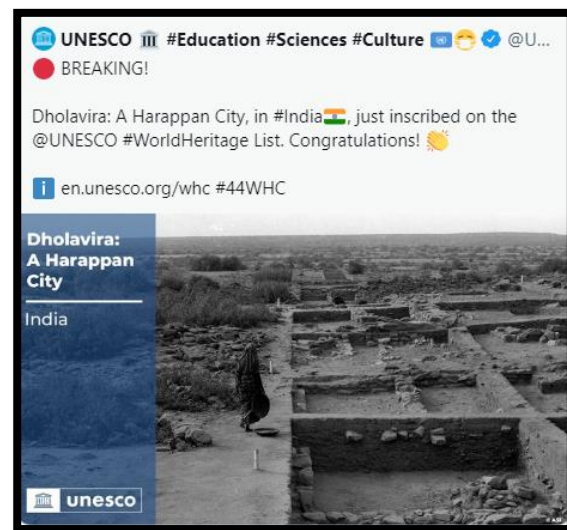 UNESCO 🏛️ #Education #Sciences #Culture 🇺🇳😷 @U...
🔴 BREAKING!
Dholavira: A Harappan City, in #India🇮🇳, just inscribed on the
@UNESCO #WorldHeritage List. Congratulations! 👏
ℹ️ en.unesco.org/whc #44WHC
Dholavira:
A Harappan
City
India
unesco
© ASI